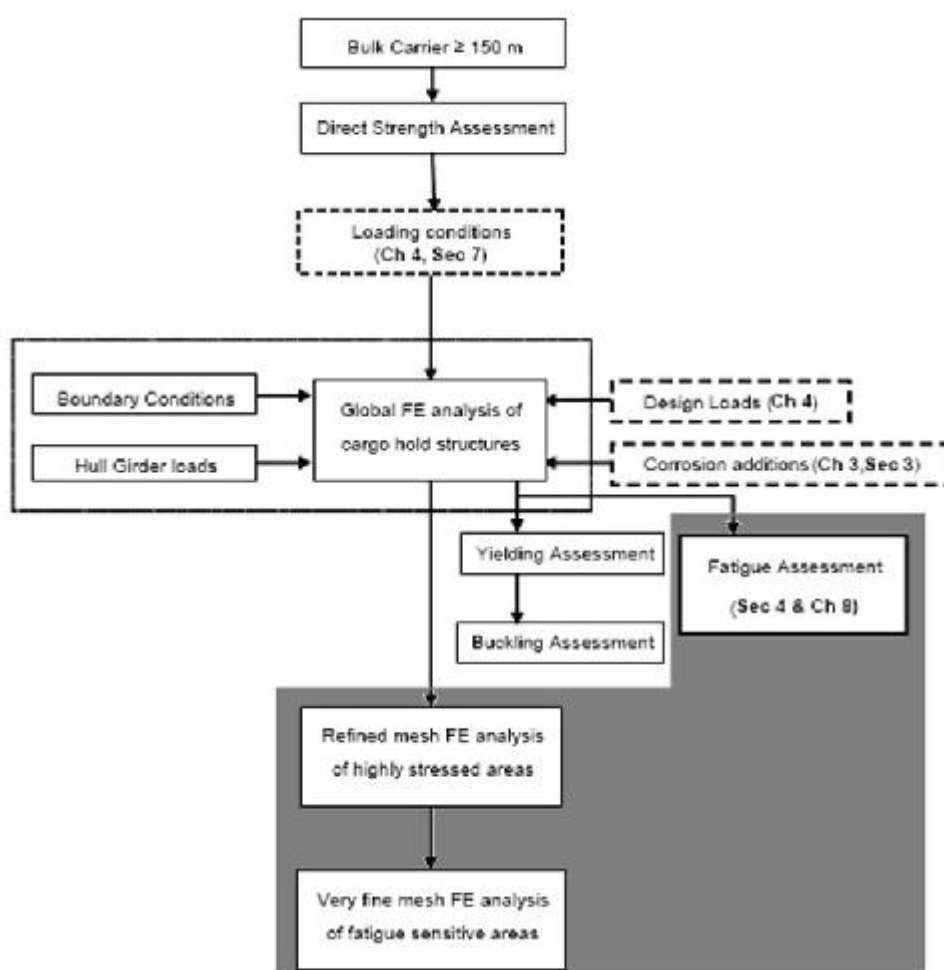 Bulk Carrier ≥ 150 m
Direct Strength Assessment
Loading conditions
(Ch 4, Sec 7)
Boundary Conditions
Hull Girder loads
Global FE analysis of
cargo hold structures
Design Loads (Ch 4)
Corrosion additions (Ch 3,Sec 3)
Yielding Assessment
Buckling Assessment
Fatigue Assessment
(Sec 4 & Ch 8)
Refined mesh FE analysis
of highly stressed areas
Very fine mesh FE analysis
of fatigue sensitive areas